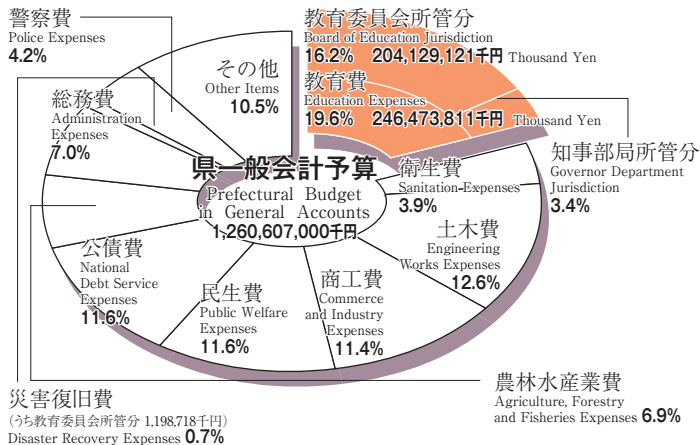 警察費
Police Expenses
4.2%
その他
Other Items
10.5%
教育委員会所管分
Board of Education Jurisdiction
16.2% 204,129,121千円 Thousand Yen
教育費
Education Expenses
19.6% 246,473,811千円 Thousand Yen
総務費
Administration
Expenses
7.0%
県一般会計予算
Prefectural Budget
in General Accounts
1,260,607,000千円
衛生費
Sanitation Expenses
3.9%
知事部局所管分
Governor Department
Jurisdiction
3.4%
土木費
Engineering
Works Expenses
12.6%
公債費
National
Debt Service
Expenses
11.6%
民生費
Public Welfare
Expenses
11.6%
商工費
Commerce
and Industry
Expenses
11.4%
災害復旧費
(うち教育委員会所管分 1,198,718千円)
Disaster Recovery Expenses 0.7%
農林水産業費
Agriculture, Forestry
and Fisheries Expenses 6.9%